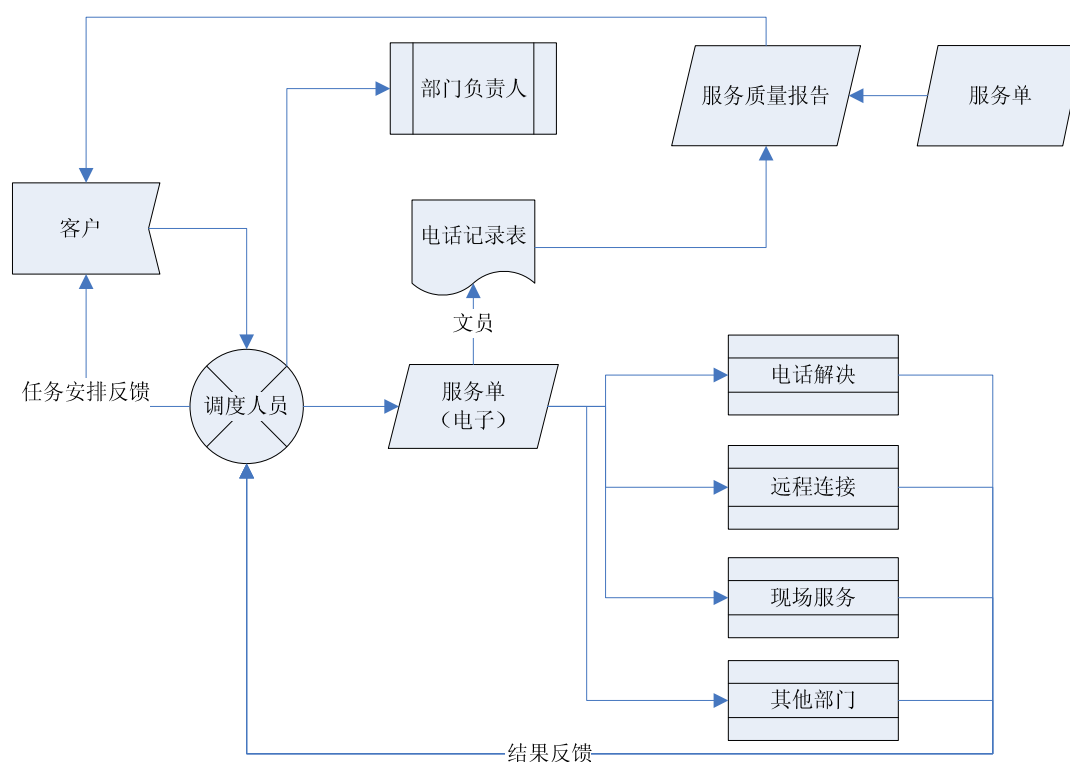 部门负责人
服务质量报告
服务单
客户
电话记录表
文员
任务安排反馈
调度人员
服务单
（电子）
电话解决
远程连接
现场服务
其他部门
结果反馈